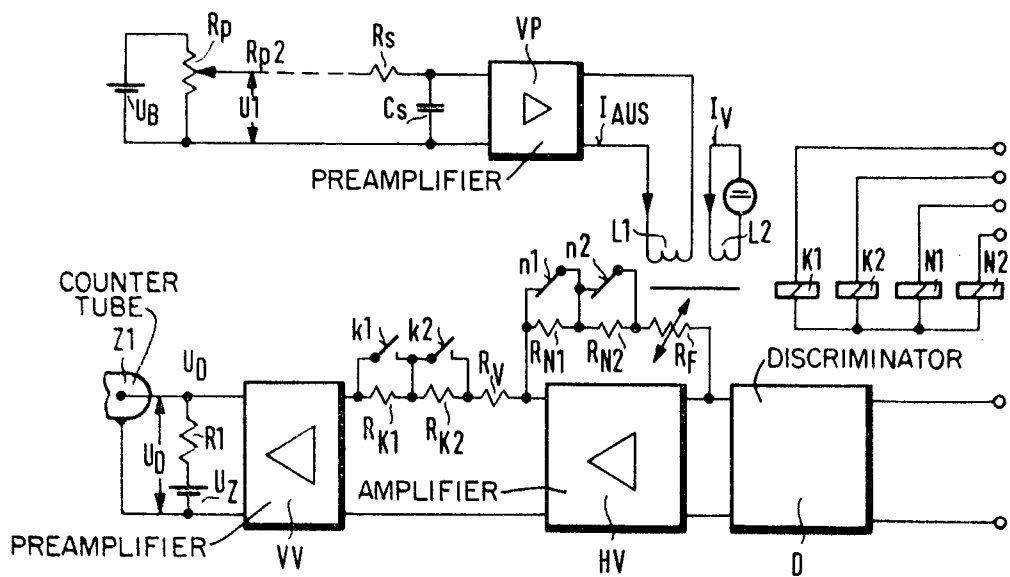 Rp
Rp2
Rs
VP
UB
U1
Cs
IAUS
IV
PREAMPLIFIER
L1
L2
K1
K2
N1
N2
n1
n2
COUNTER
TUBE
Z1
UD
k1
k2
RV
RN1
RN2
RF
DISCRIMINATOR
R1
RK1
RK2
UD
UZ
AMPLIFIER
PREAMPLIFIER
VV
HV
D